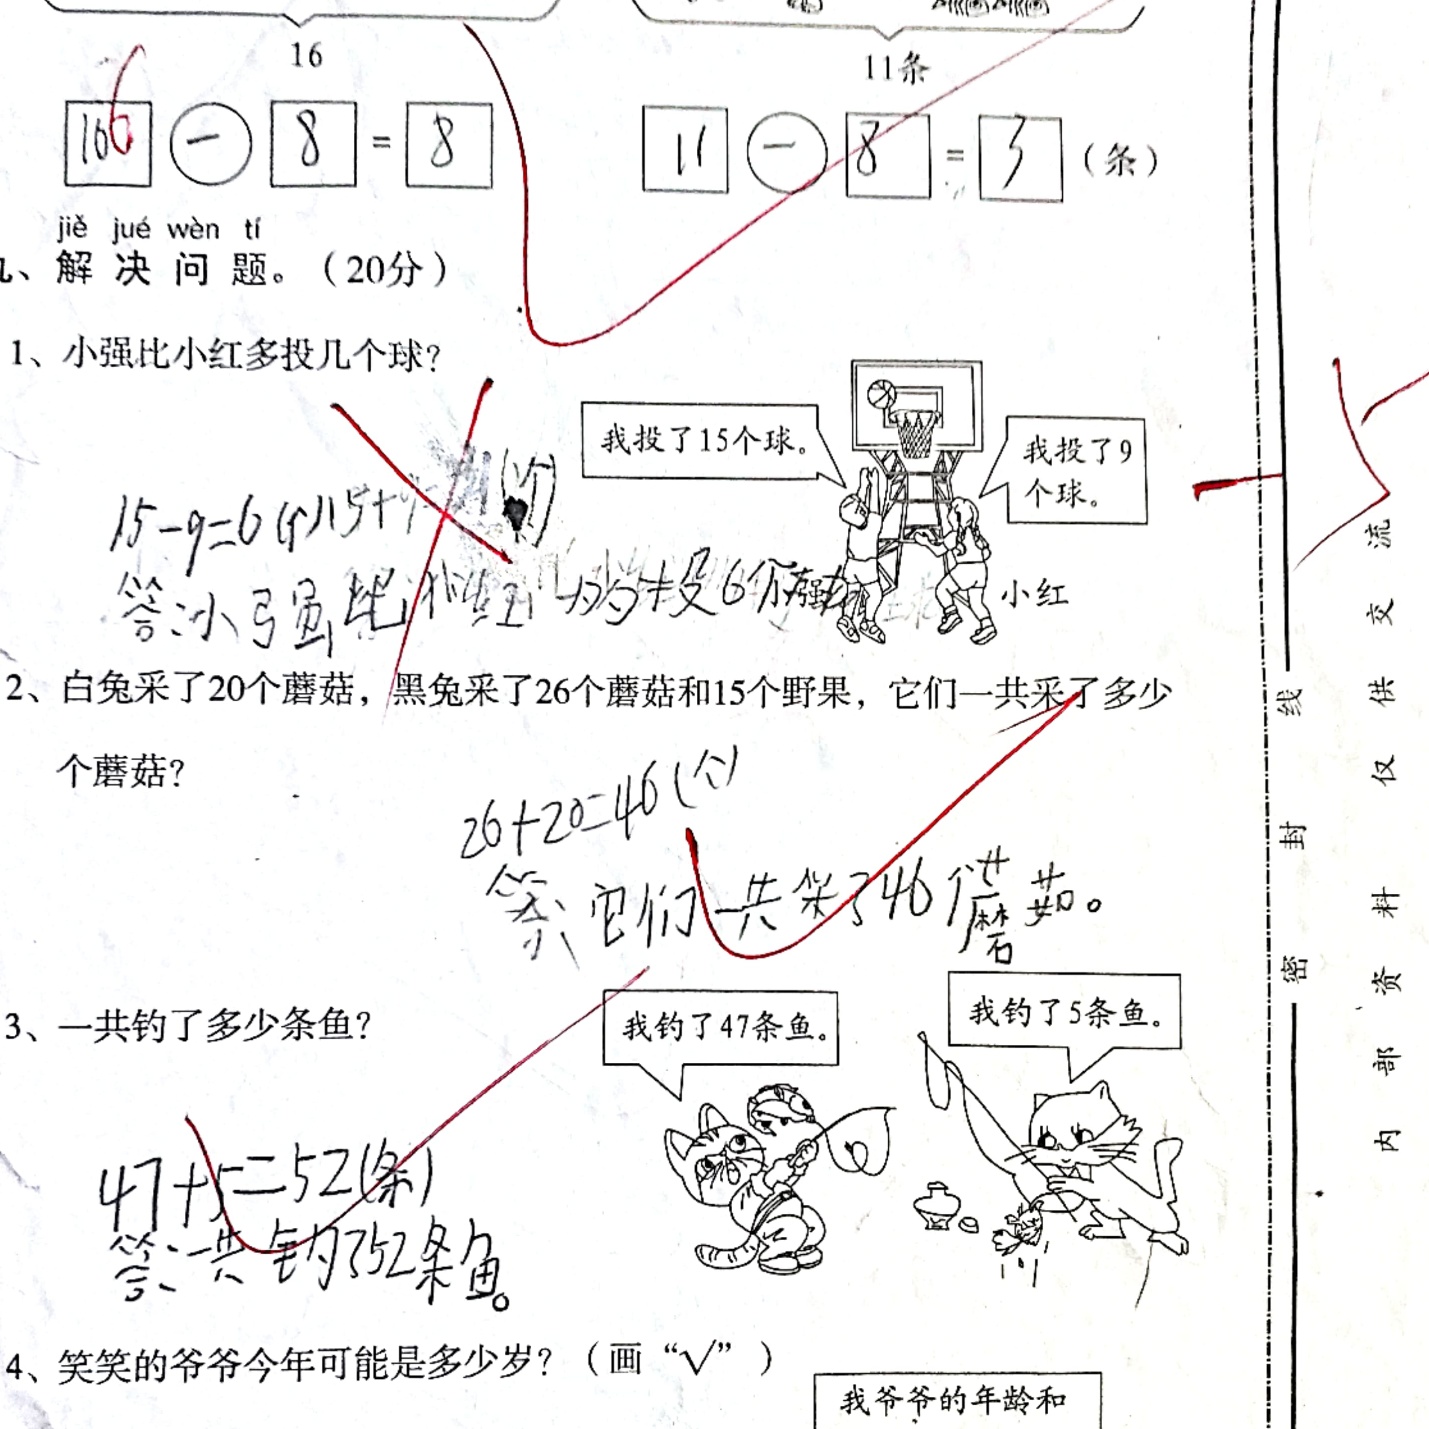 16
11条
16 - 8 = 8
11 - 8 = 3 (条)
jiě jué wèn tí
九、解决问题。(20分)
1、小强比小红多投几个球?
我投了15个球。
我投了9
个球。
15-9=6(个)15+9=
答:小强比小红多投6个
小红
2、白兔采了20个蘑菇，黑兔采了26个蘑菇和15个野果，它们一共采了多少
个蘑菇?
26+20=46(个)
答:它们一共采了46个蘑菇。
3、一共钓了多少条鱼?
我钓了47条鱼。
我钓了5条鱼。
47+5=52(条)
答:一共钓了52条鱼。
4、笑笑的爷爷今年可能是多少岁?(画“√”)
我爷爷的年龄和
密 封 线
内部资料仅供交流